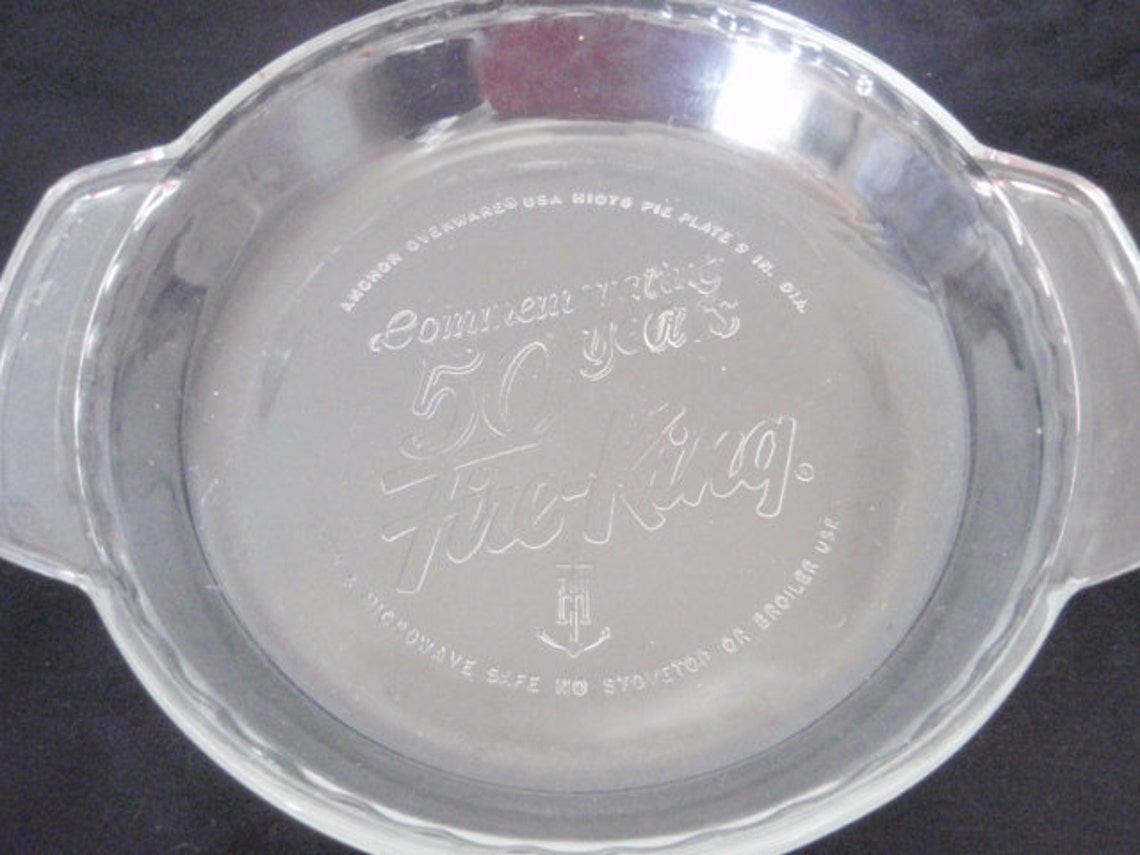 ANCHOR OVENWARE® USA H1076 PIE PLATE 9 IN. DIA.
Commemorating
50 years
Fire-King®
MICROWAVE SAFE NO STOVETOP OR BROILER USE